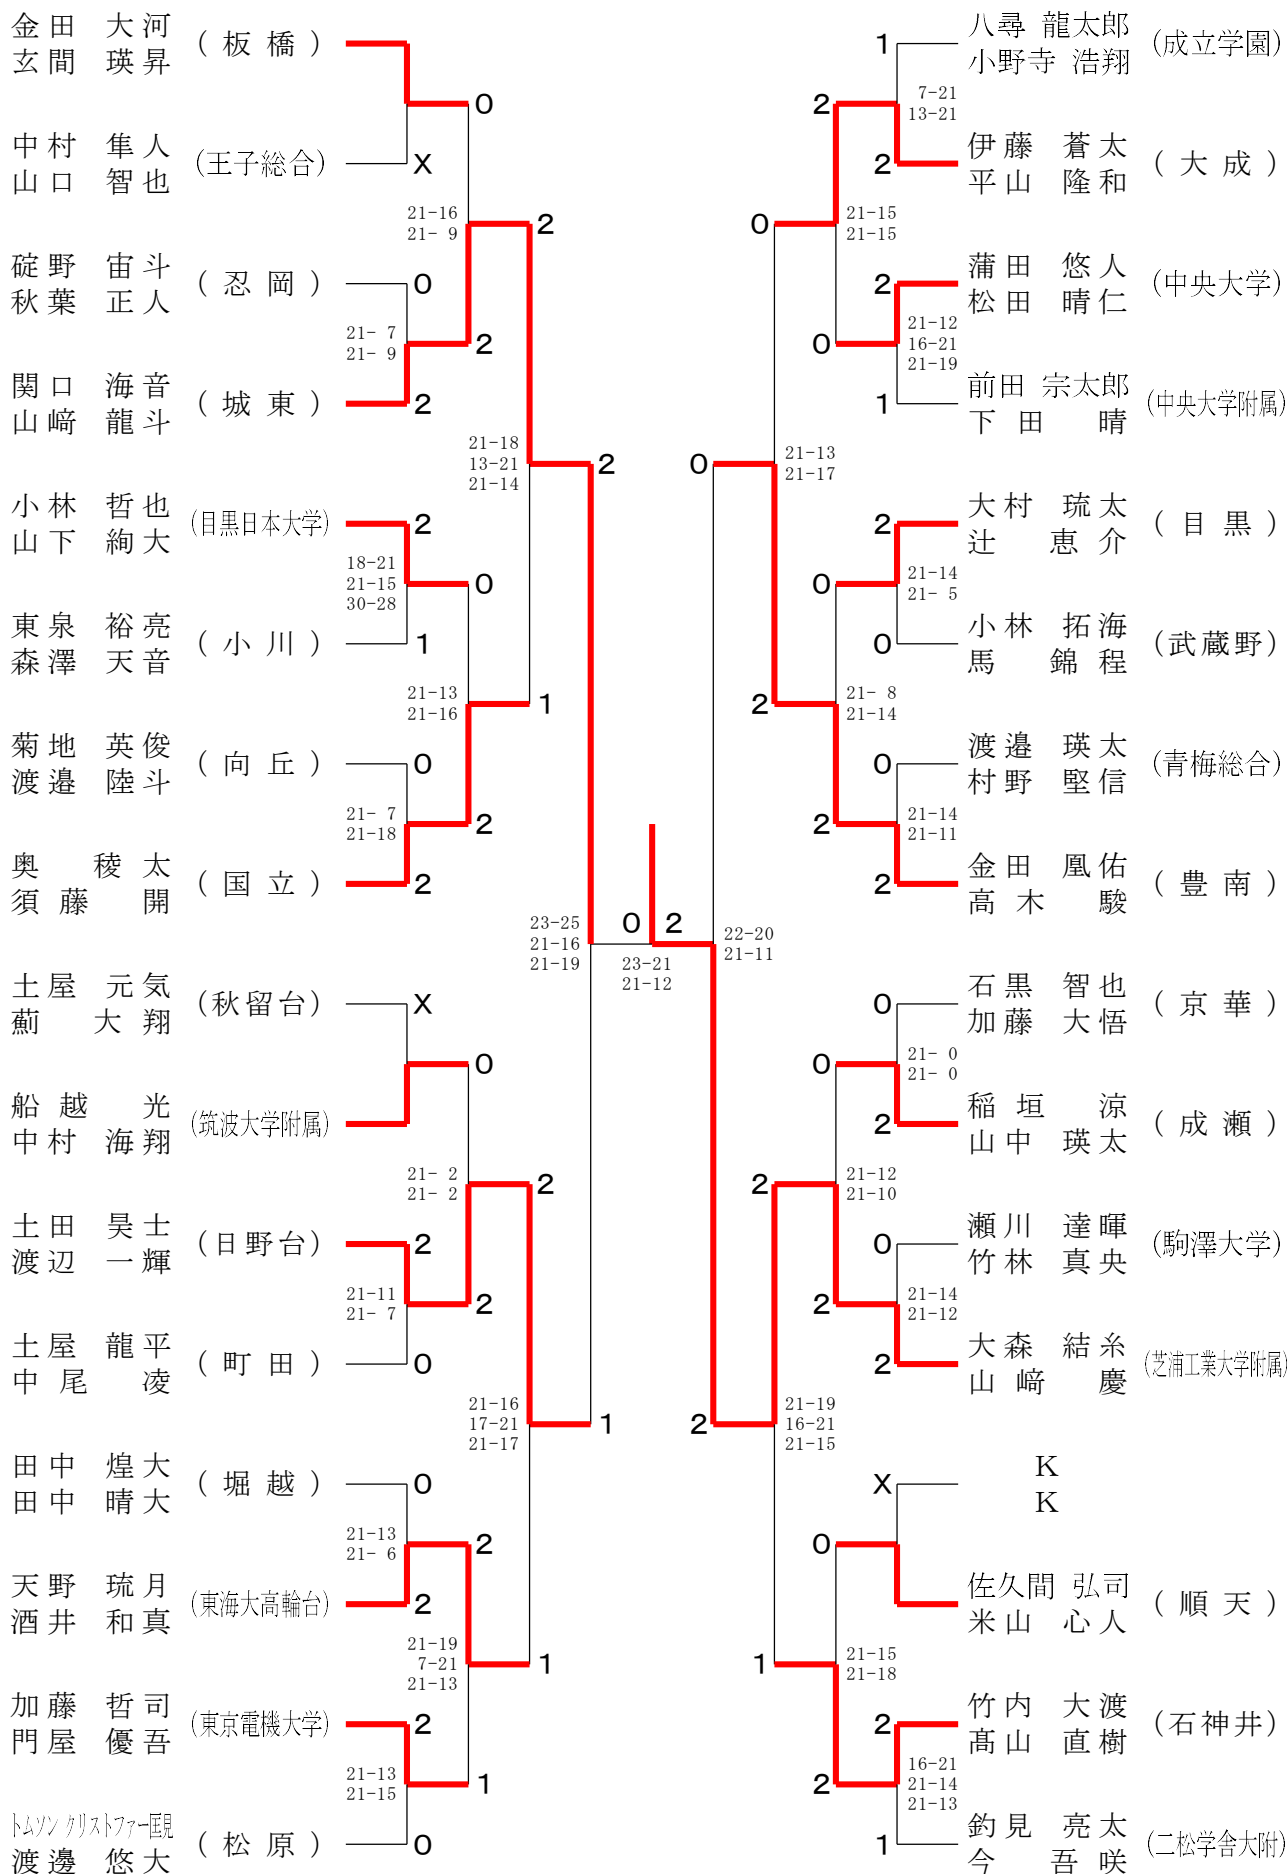 金田 大河
玄間 瑛昇
(板橋)
0
中村 隼人
山口 智也
(王子総合)
X
21-16
21- 9
2
碇野 宙斗
秋葉 正人
(忍岡)
0
21- 7
21- 9
2
関口 海音
山﨑 龍斗
(城東)
2
21-18
13-21
21-14
2
小林 哲也
山下 絢大
(目黒日本大学)
2
18-21
21-15
30-28
0
東泉 裕亮
森澤 天音
(小川)
1
21-13
21-16
1
菊地 英俊
渡邉 陸斗
(向丘)
0
21- 7
21-18
2
奥 稜太
須藤 開
(国立)
2
23-25
21-16
21-19
0
2
23-21
21-12
土屋 元気
薊 大翔
(秋留台)
X
0
船越 光
中村 海翔
(筑波大学附属)
21- 2
21- 2
2
土田 昊士
渡辺 一輝
(日野台)
2
21-11
21- 7
2
土屋 龍平
中尾 凌
(町田)
0
21-16
17-21
21-17
1
田中 煌大
田中 晴大
(堀越)
0
21-13
21- 6
2
天野 琉月
酒井 和真
(東海大高輪台)
2
21-19
7-21
21-13
1
加藤 哲司
門屋 優吾
(東京電機大学)
2
21-13
21-15
1
トムソン クリストファー匡見
渡邊 悠大
(松原)
0
1
八尋 龍太郎
小野寺 浩翔
(成立学園)
2
7-21
13-21
2
伊藤 蒼太
平山 隆和
(大成)
0
21-15
21-15
2
蒲田 悠人
松田 晴仁
(中央大学)
0
21-12
16-21
21-19
1
前田 宗太郎
下田 晴
(中央大学附属)
0
21-13
21-17
2
大村 琉太
辻 恵介
(目黒)
0
21-14
21- 5
0
小林 拓海
馬 錦程
(武蔵野)
2
21- 8
21-14
0
渡邉 瑛太
村野 堅信
(青梅総合)
2
21-14
21-11
2
金田 凰佑
高木 駿
(豊南)
22-20
21-11
0
石黒 智也
加藤 大悟
(京華)
0
21- 0
21- 0
2
稲垣 涼
山中 瑛太
(成瀬)
2
21-12
21-10
0
瀬川 達暉
竹林 真央
(駒澤大学)
2
21-14
21-12
2
大森 結糸
山﨑 慶
(芝浦工業大学附属)
2
21-19
16-21
21-15
X
K
K
0
佐久間 弘司
米山 心人
(順天)
1
21-15
21-18
2
竹内 大渡
髙山 直樹
(石神井)
2
16-21
21-14
21-13
1
釣見 亮太
今 吾咲
(二松学舎大附)